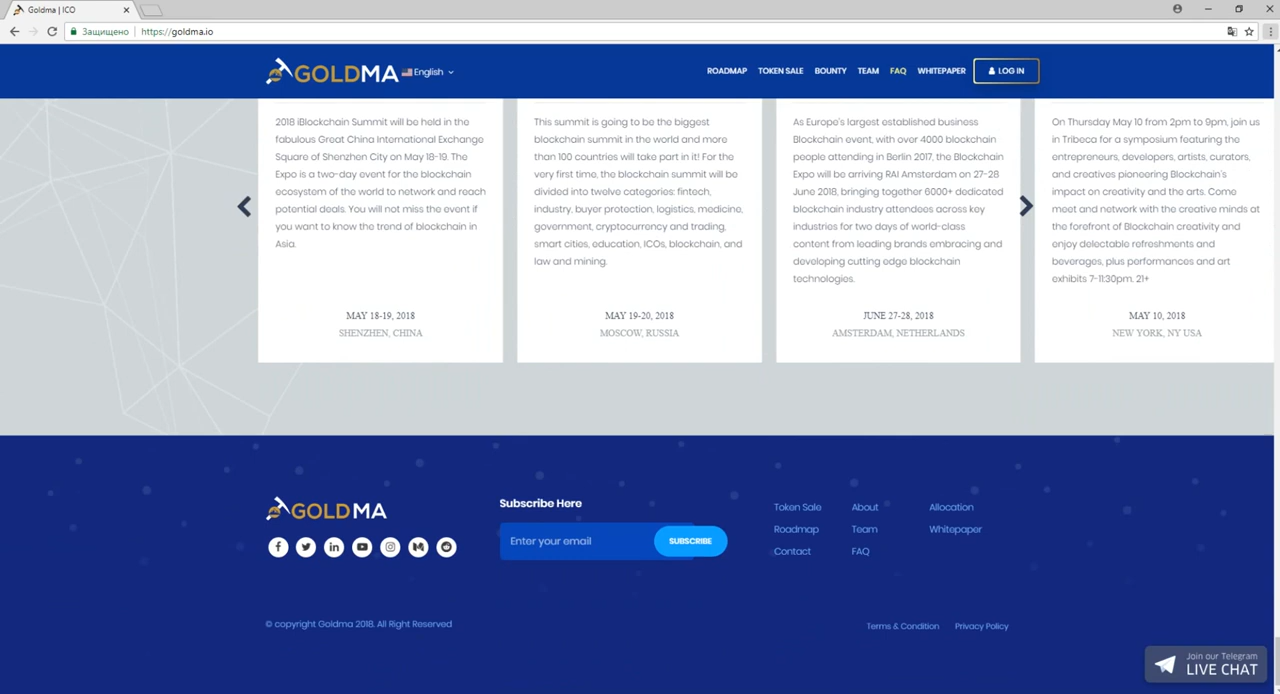 Goldma | ICO
Защищено
https://goldma.io
GOLDMA
English
ROADMAP
TOKEN SALE
BOUNTY
TEAM
FAQ
WHITEPAPER
LOG IN
2018 iBlockchain Summit will be held in the
fabulous Great China International Exchange
Square of Shenzhen City on May 18-19. The
Expo is a two-day event for the blockchain
ecosystem of the world to network and reach
potential deals. You will not miss the event if
you want to know the trend of blockchain in
Asia.
MAY 18-19, 2018
SHENZHEN, CHINA
This summit is going to be the biggest
blockchain summit in the world and more
than 100 countries will take part in it! For the
very first time, the blockchain summit will be
divided into twelve categories: fintech,
industry, buyer protection, logistics, medicine,
government, cryptocurrency and trading,
smart cities, education, ICOs, blockchain, and
law and mining.
MAY 19-20, 2018
MOSCOW, RUSSIA
As Europe's largest established business
Blockchain event, with over 4000 blockchain
people attending in Berlin 2017, the Blockchain
Expo will be arriving RAI Amsterdam on 27-28
June 2018, bringing together 6000+ dedicated
blockchain industry attendees across key
industries for two days of world-class
content from leading brands embracing and
developing cutting edge blockchain
technologies.
JUNE 27-28, 2018
AMSTERDAM, NETHERLANDS
On Thursday May 10 from 2pm to 9pm, join us
in Tribeca for a symposium featuring the
entrepreneurs, developers, artists, curators,
and creatives pioneering Blockchain's
impact on creativity and the arts. Come
meet and network with the creative minds at
the forefront of Blockchain creativity and
enjoy delectable refreshments and
beverages, plus performances and art
exhibits 7-11:30pm. 21+
MAY 10, 2018
NEW YORK, NY USA
GOLDMA
Subscribe Here
Enter your email
SUBSCRIBE
Token Sale
Roadmap
Contact
About
Team
FAQ
Allocation
Whitepaper
© copyright Goldma 2018. All Right Reserved
Terms & Condition
Privacy Policy
Join our Telegram
LIVE CHAT